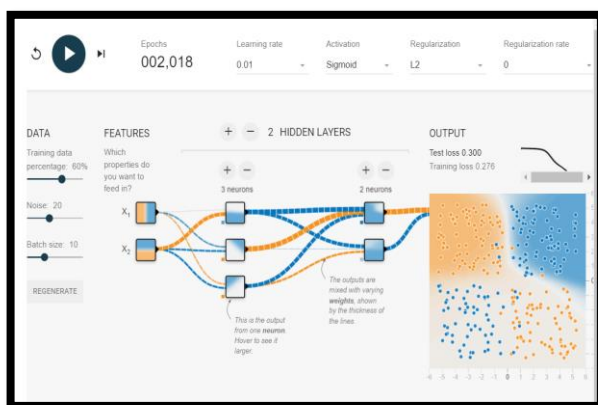 Epochs
002,018
Learning rate
0.01
Activation
Sigmoid
Regularization
L2
Regularization rate
0
DATA
Training data
percentage: 60%
Noise: 20
Batch size: 10
REGENERATE
FEATURES
Which
properties do
you want to
feed in?
X1
X2
+ − 2 HIDDEN LAYERS
+ −
3 neurons
+ −
2 neurons
This is the output
from one neuron.
Hover to see it
larger.
The outputs are
mixed with varying
weights, shown
by the thickness of
the lines.
OUTPUT
Test loss 0.300
Training loss 0.276
-6 -5 -4 -3 -2 -1 0 1 2 3 4 5 6